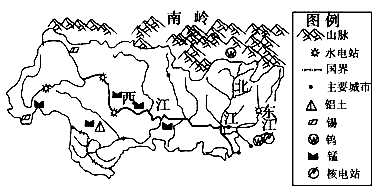 南岭
西
江
北
江
东
江
图例
山脉
水电站
国界
主要城市
铝土
锡
钨
锰
核电站